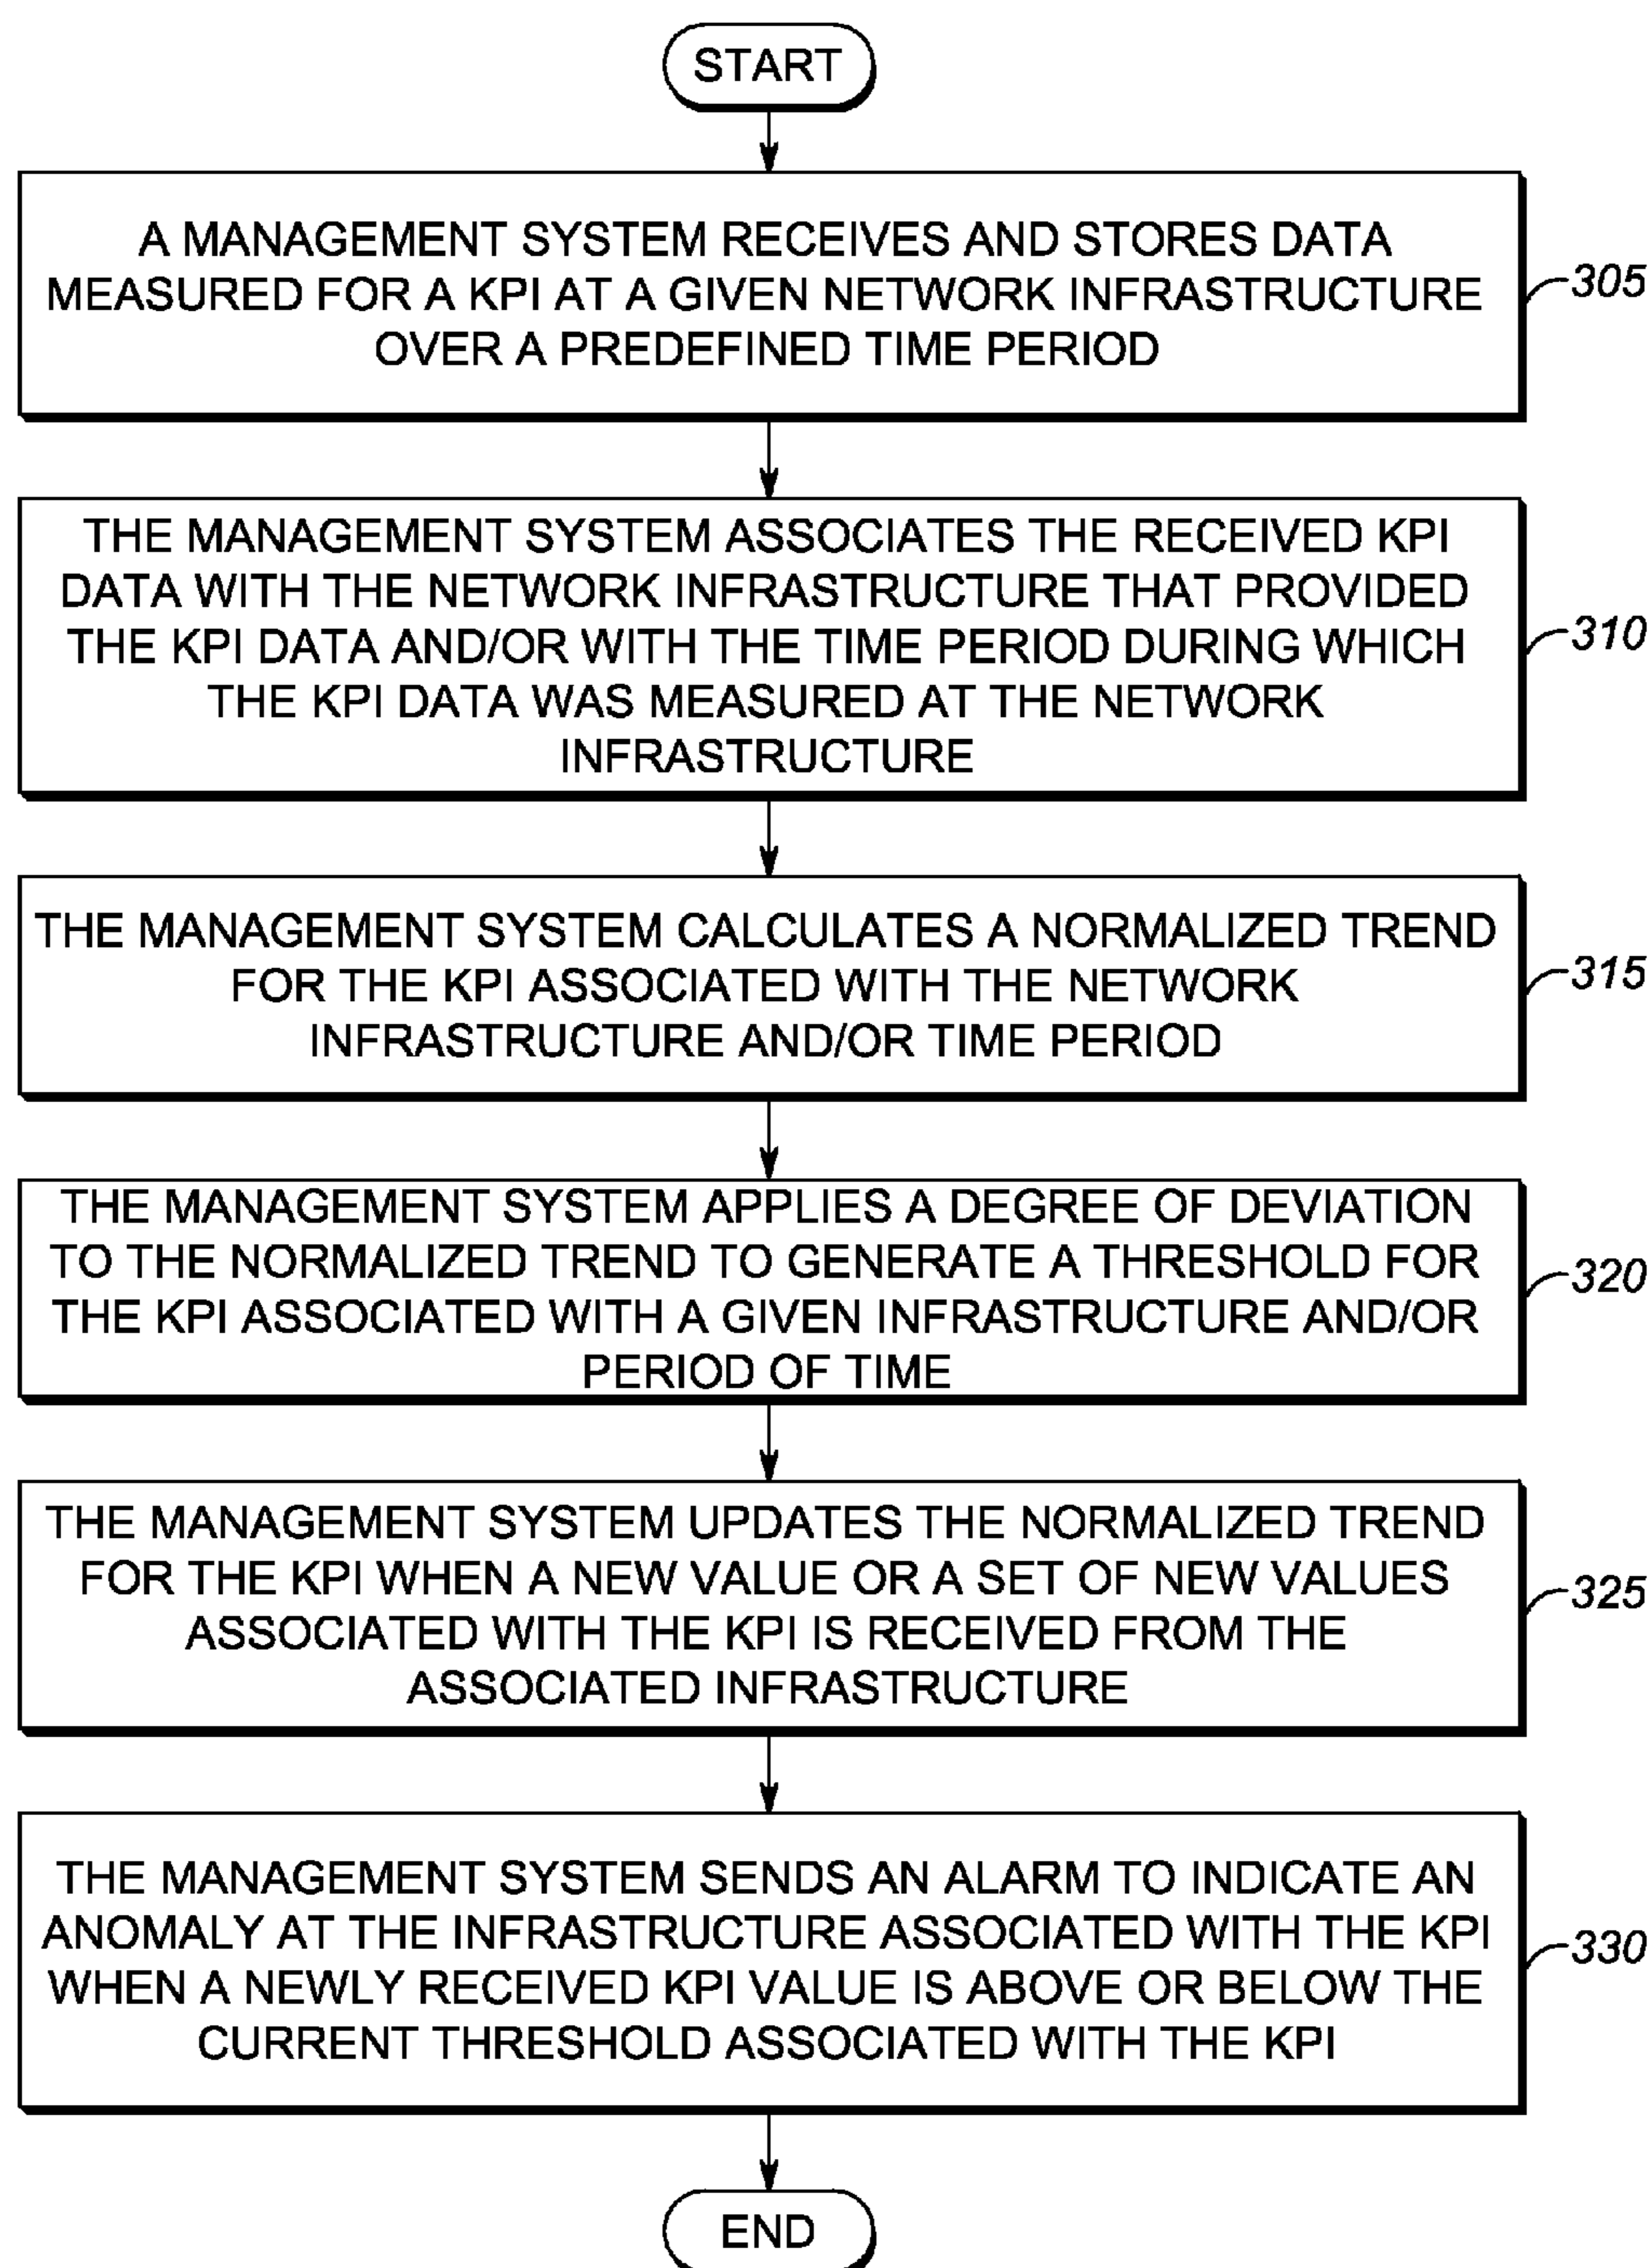 START
A MANAGEMENT SYSTEM RECEIVES AND STORES DATA
MEASURED FOR A KPI AT A GIVEN NETWORK INFRASTRUCTURE
OVER A PREDEFINED TIME PERIOD
305
THE MANAGEMENT SYSTEM ASSOCIATES THE RECEIVED KPI
DATA WITH THE NETWORK INFRASTRUCTURE THAT PROVIDED
THE KPI DATA AND/OR WITH THE TIME PERIOD DURING WHICH
THE KPI DATA WAS MEASURED AT THE NETWORK
INFRASTRUCTURE
310
THE MANAGEMENT SYSTEM CALCULATES A NORMALIZED TREND
FOR THE KPI ASSOCIATED WITH THE NETWORK
INFRASTRUCTURE AND/OR TIME PERIOD
315
THE MANAGEMENT SYSTEM APPLIES A DEGREE OF DEVIATION
TO THE NORMALIZED TREND TO GENERATE A THRESHOLD FOR
THE KPI ASSOCIATED WITH A GIVEN INFRASTRUCTURE AND/OR
PERIOD OF TIME
320
THE MANAGEMENT SYSTEM UPDATES THE NORMALIZED TREND
FOR THE KPI WHEN A NEW VALUE OR A SET OF NEW VALUES
ASSOCIATED WITH THE KPI IS RECEIVED FROM THE
ASSOCIATED INFRASTRUCTURE
325
THE MANAGEMENT SYSTEM SENDS AN ALARM TO INDICATE AN
ANOMALY AT THE INFRASTRUCTURE ASSOCIATED WITH THE KPI
WHEN A NEWLY RECEIVED KPI VALUE IS ABOVE OR BELOW THE
CURRENT THRESHOLD ASSOCIATED WITH THE KPI
330
END